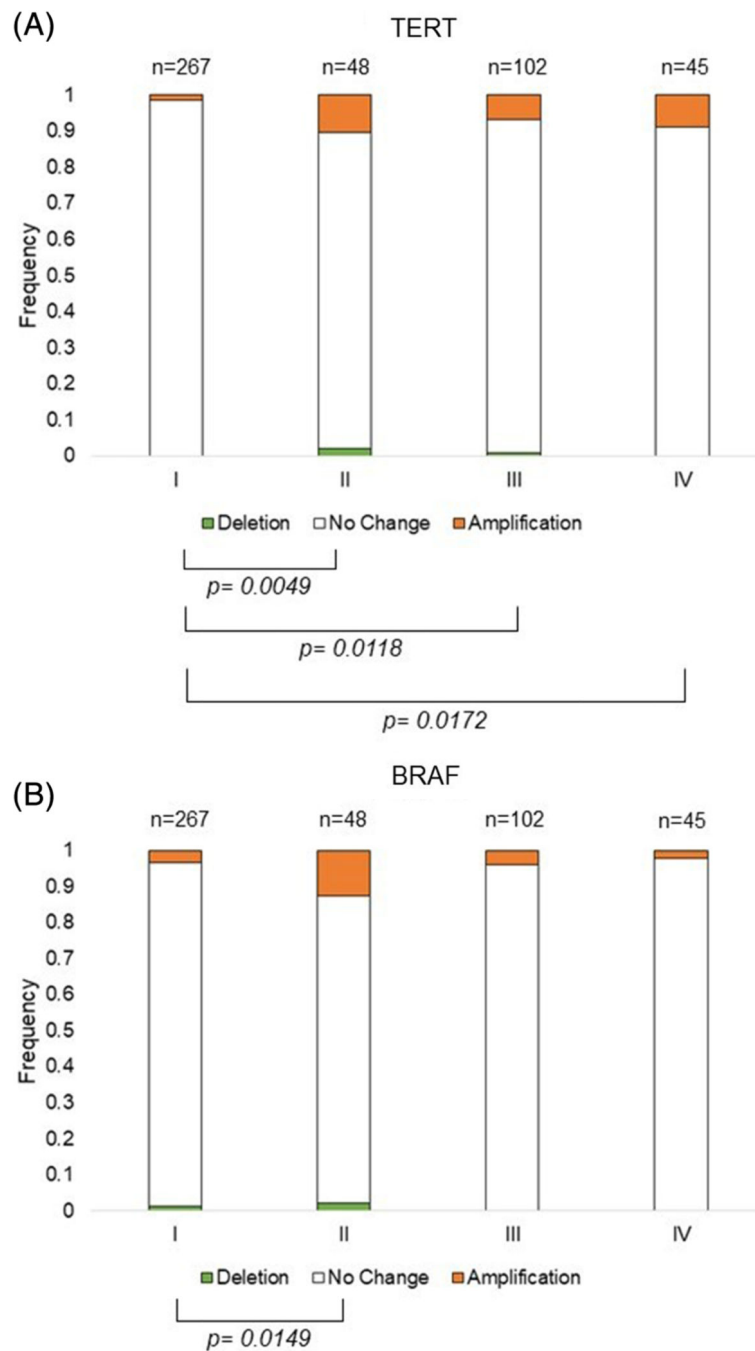 (A)
TERT
n=267 n=48 n=102 n=45
Frequency
1
0.9
0.8
0.7
0.6
0.5
0.4
0.3
0.2
0.1
0
I II III IV
Deletion No Change Amplification
p= 0.0049
p= 0.0118
p= 0.0172
(B)
BRAF
n=267 n=48 n=102 n=45
Frequency
1
0.9
0.8
0.7
0.6
0.5
0.4
0.3
0.2
0.1
0
I II III IV
Deletion No Change Amplification
p= 0.0149